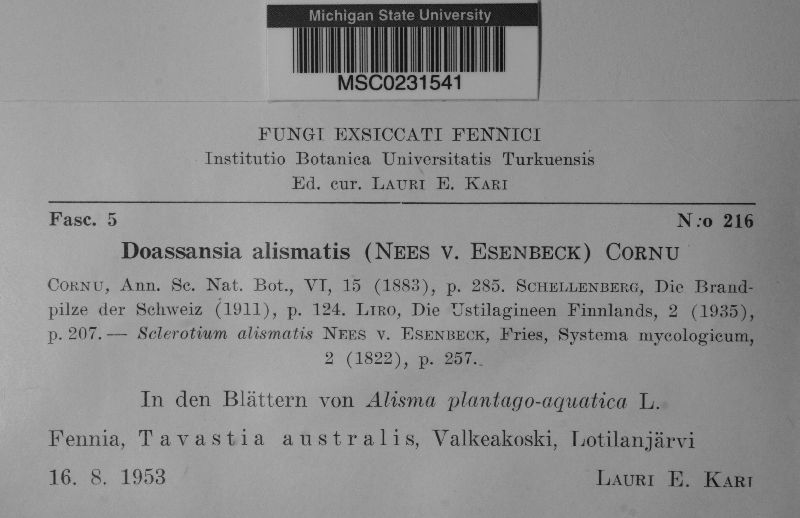 Michigan State University
MSC0231541
FUNGI EXSICCATI FENNICI
Institutio Botanica Universitatis Turkuensis
Ed. cur. LAURI E. KARI
Fasc. 5 N:o 216
Doassansia alismatis (NEES V. ESENBECK) CORNU
CORNU, Ann. Sc. Nat. Bot., VI, 15 (1883), p. 285. SCHELLENBERG, Die Brand-
pilze der Schweiz (1911), p. 124. LIRO, Die Ustilagineen Finnlands, 2 (1935),
p. 207. — Sclerotium alismatis NEES V. ESENBECK, Fries, Systema mycologicum,
2 (1822), p. 257.
In den Blättern von Alisma plantago-aquatica L.
Fennia, Tavastia australis, Valkeakoski, Lotilanjärvi
16. 8. 1953 LAURI E. KARI